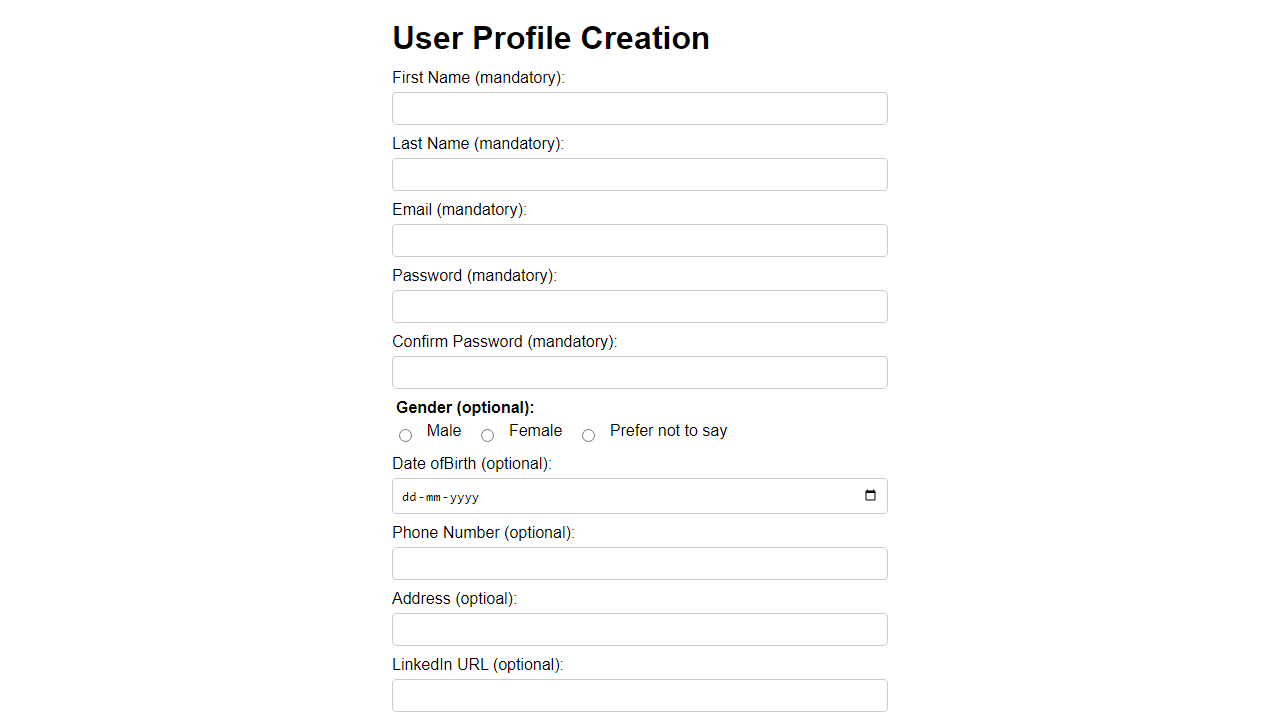 User Profile Creation
First Name (mandatory):
Last Name (mandatory):
Email (mandatory):
Password (mandatory):
Confirm Password (mandatory):
Gender (optional):
Male Female Prefer not to say
Date ofBirth (optional):
dd-mm-yyyy
Phone Number (optional):
Address (optioal):
LinkedIn URL (optional):